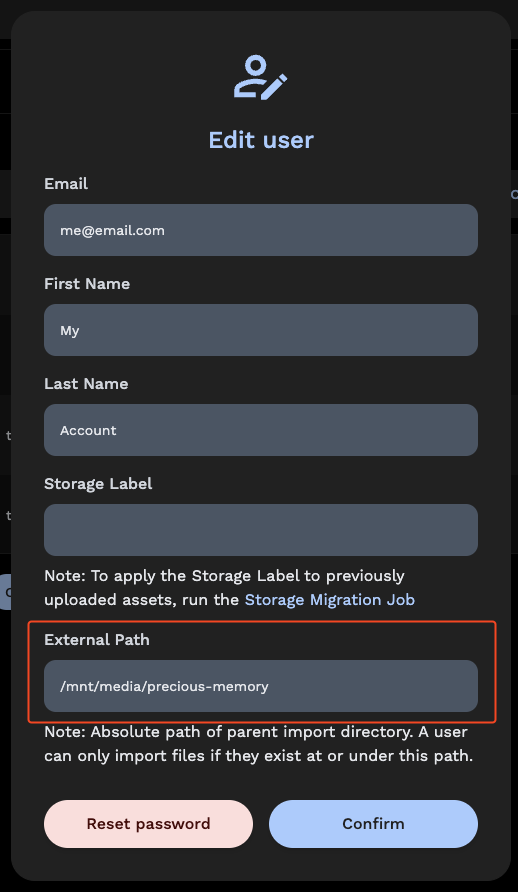 Edit user
Email
me@email.com
First Name
My
Last Name
Account
Storage Label
Note: To apply the Storage Label to previously
uploaded assets, run the Storage Migration Job
External Path
/mnt/media/precious-memory
Note: Absolute path of parent import directory. A user
can only import files if they exist at or under this path.
Reset password Confirm